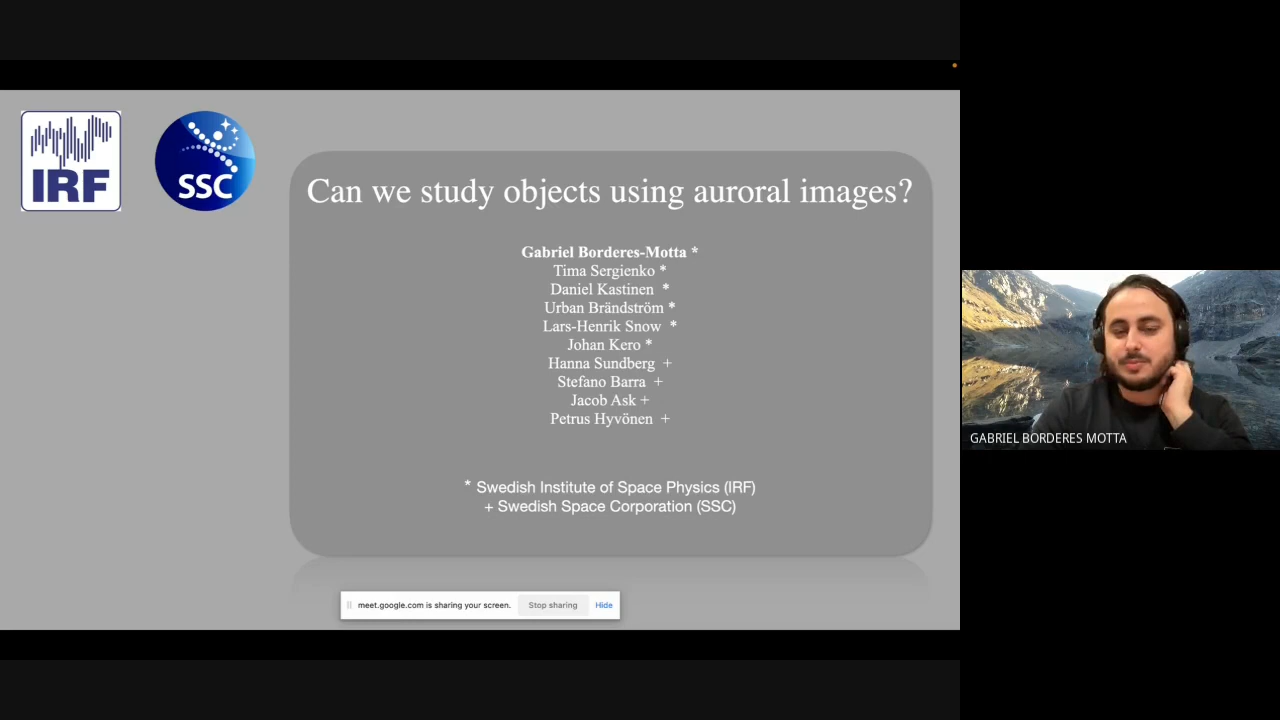 IRF
SSC
Can we study objects using auroral images?
Gabriel Borderes-Motta *
Tima Sergienko *
Daniel Kastinen *
Urban Brändström *
Lars-Henrik Snow *
Johan Kero *
Hanna Sundberg +
Stefano Barra +
Jacob Ask +
Petrus Hyvönen +
* Swedish Institute of Space Physics (IRF)
+ Swedish Space Corporation (SSC)
meet.google.com is sharing your screen. Stop sharing Hide
GABRIEL BORDERES MOTTA